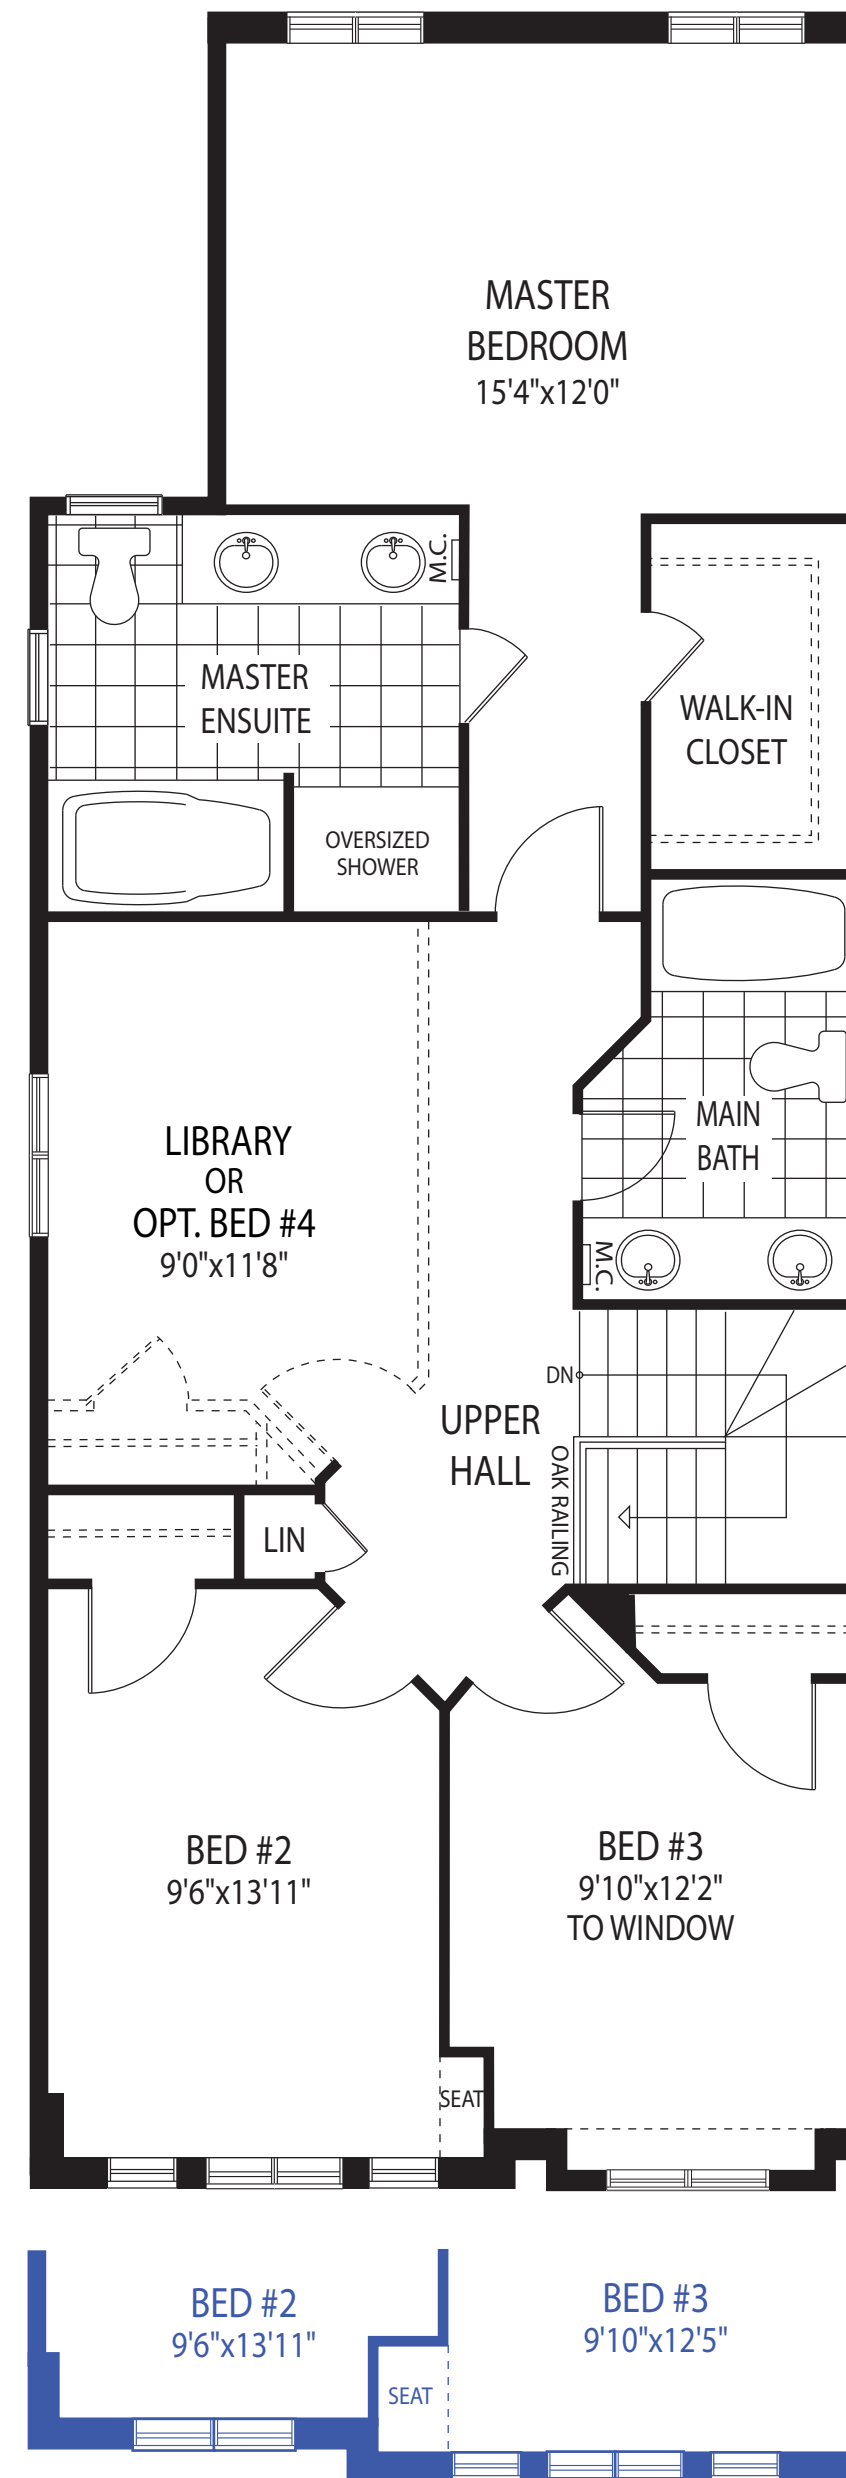 MASTER
BEDROOM
15'4"x12'0"
M.C.
MASTER
ENSUITE
WALK-IN
CLOSET
OVERSIZED
SHOWER
MAIN
BATH
LIBRARY
OR
OPT. BED #4
9'0"x11'8"
M.C.
DN
UPPER
HALL
OAK RAILING
LIN
BED #2
9'6"x13'11"
BED #3
9'10"x12'2"
TO WINDOW
SEAT
BED #2
9'6"x13'11"
BED #3
9'10"x12'5"
SEAT